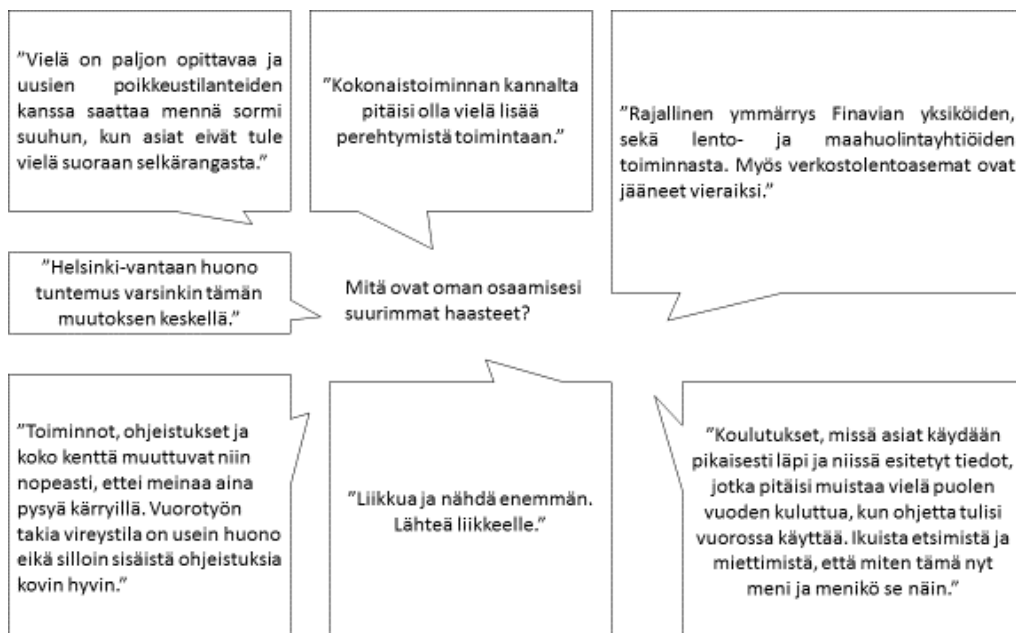 ”Vielä on paljon opittavaa ja
uusien poikkeustilanteiden
kanssa saattaa mennä sormi
suuhun, kun asiat eivät tule
vielä suoraan selkärangasta.”
”Kokonaistoiminnan kannalta
pitäisi olla vielä lisää
perehtymistä toimintaan.”
”Rajallinen ymmärrys Finavian yksiköiden,
sekä lento- ja maahuolintayhtiöiden
toiminnasta. Myös verkostolentoasemat ovat
jääneet vieraiksi.”
”Helsinki-vantaan huono
tuntemus varsinkin tämän
muutoksen keskellä.”
Mitä ovat oman osaamisesi
suurimmat haasteet?
”Toiminnot, ohjeistukset ja
koko kenttä muuttuvat niin
nopeasti, ettei meinaa aina
pysyä kärryillä. Vuorotyön
takia vireystila on usein huono
eikä silloin sisäistä ohjeistuksia
kovin hyvin.”
”Liikkua ja nähdä enemmän.
Lähteä liikkeelle.”
”Koulutukset, missä asiat käydään
pikaisesti läpi ja niissä esitetyt tiedot,
jotka pitäisi muistaa vielä puolen
vuoden kuluttua, kun ohjetta tulisi
vuorossa käyttää. Ikuista etsimistä ja
miettimistä, että miten tämä nyt
meni ja menikö se näin.”